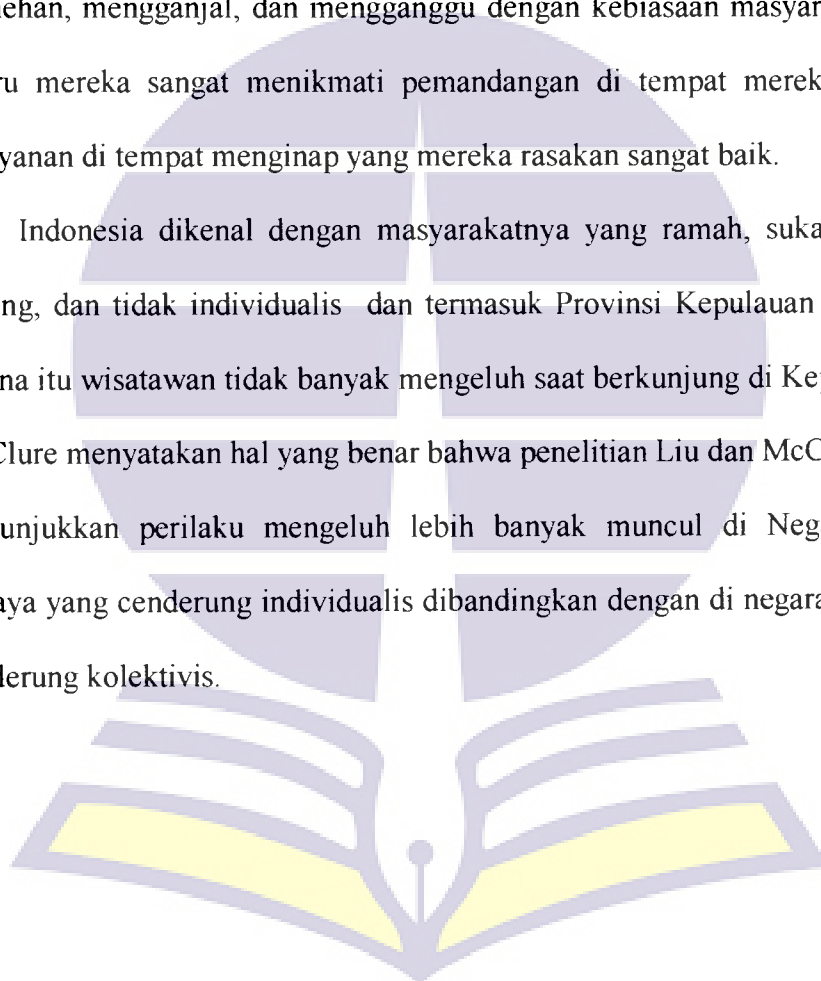 nehan, mengganjal, dan mengganggu dengan kebiasaan masyar
ru mereka sangat menikmati pemandangan di tempat merek
yanan di tempat menginap yang mereka rasakan sangat baik.
Indonesia dikenal dengan masyarakatnya yang ramah, suka
ng, dan tidak individualis dan termasuk Provinsi Kepulauan
na itu wisatawan tidak banyak mengeluh saat berkunjung di Ke
Clure menyatakan hal yang benar bahwa penelitian Liu dan McC
unjukkan perilaku mengeluh lebih banyak muncul di Neg
aya yang cenderung individualis dibandingkan dengan di negara
derung kolektivis.